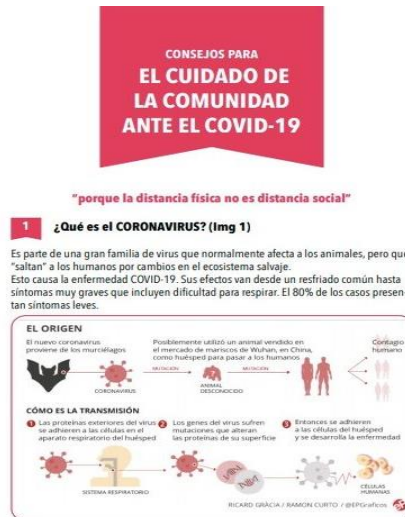 CONSEJOS PARA
EL CUIDADO DE
LA COMUNIDAD
ANTE EL COVID-19
"porque la distancia física no es distancia social"
1 ¿Qué es el CORONAVIRUS? (Img 1)
Es parte de una gran familia de virus que normalmente afecta a los animales, pero que
"saltan" a los humanos por cambios en el ecosistema salvaje.
Esto causa la enfermedad COVID-19. Sus efectos van desde un resfriado común hasta
síntomas muy graves que incluyen dificultad para respirar. El 80% de los casos presen-
tan síntomas leves.
EL ORIGEN
El nuevo coronavirus
proviene de los murciélagos
Posiblemente utilizó un animal vendido en
el mercado de mariscos de Wuhan, en China,
como huésped para pasar a los humanos
Contagio
humano
MUTACIÓN
MUTACIÓN
CORONAVIRUS
ANIMAL
DESCONOCIDO
CÓMO ES LA TRANSMISIÓN
1 Las proteínas exteriores del virus
se adhieren a las células en el
aparato respiratorio del huésped
2 Los genes del virus sufren
mutaciones que alteran
las proteínas de su superficie
3 Entonces se adhieren
a las células del huésped
y se desarrolla la enfermedad
SISTEMA RESPIRATORIO
CÉLULAS
HUMANAS
RICARD GRÀCIA / RAMON CURTO / @EPGraficos